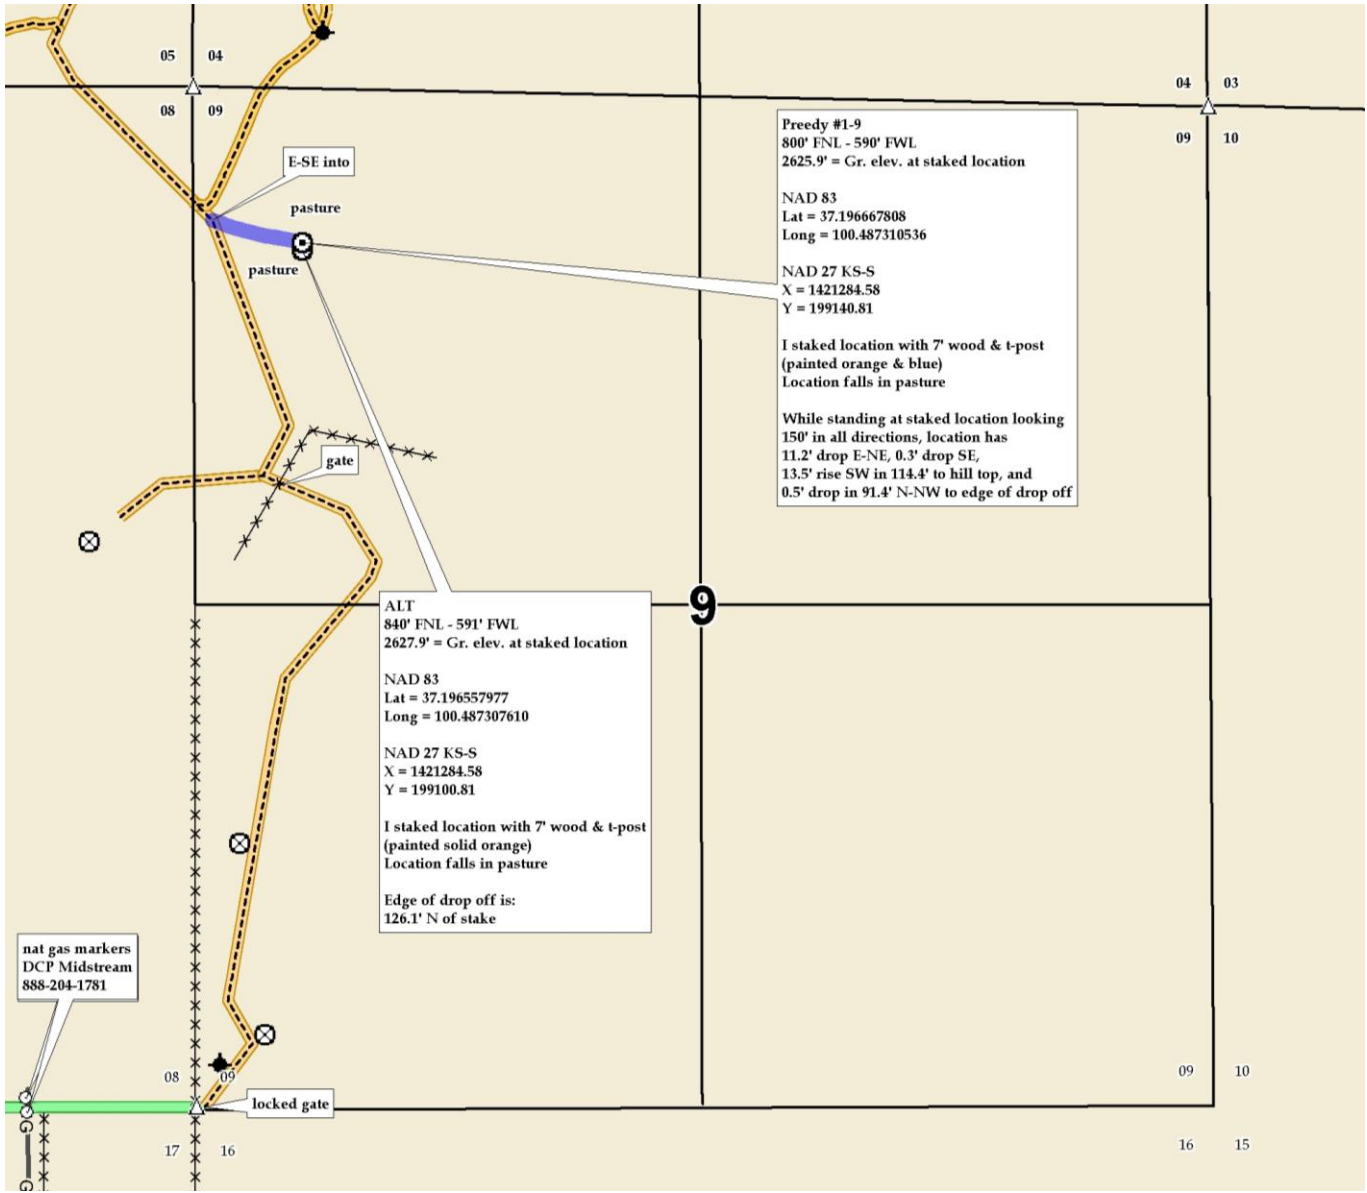 05 04
04 03
08 09
09 10
E-SE into
pasture
pasture
Preedy #1-9
800' FNL - 590' FWL
2625.9' = Gr. elev. at staked location
NAD 83
Lat = 37.196667808
Long = 100.487310536
NAD 27 KS-S
X = 1421284.58
Y = 199140.81
I staked location with 7' wood & t-post
(painted orange & blue)
Location falls in pasture
While standing at staked location looking
150' in all directions, location has
11.2' drop E-NE, 0.3' drop SE,
13.5' rise SW in 114.4' to hill top, and
0.5' drop in 91.4' N-NW to edge of drop off
gate
9
ALT
840' FNL - 591' FWL
2627.9' = Gr. elev. at staked location
NAD 83
Lat = 37.196557977
Long = 100.487307610
NAD 27 KS-S
X = 1421284.58
Y = 199100.81
I staked location with 7' wood & t-post
(painted solid orange)
Location falls in pasture
Edge of drop off is:
126.1' N of stake
nat gas markers
DCP Midstream
888-204-1781
08 09
09 10
locked gate
17 16
16 15
G
G